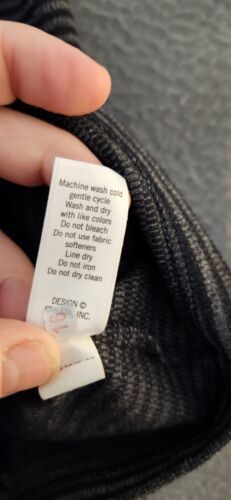 Machine wash cold
gentle cycle
Wash and dry
with like colors
Do not bleach
Do not use fabric
softeners
Line dry
Do not iron
Do not dry clean
DESIGN ©
INC.